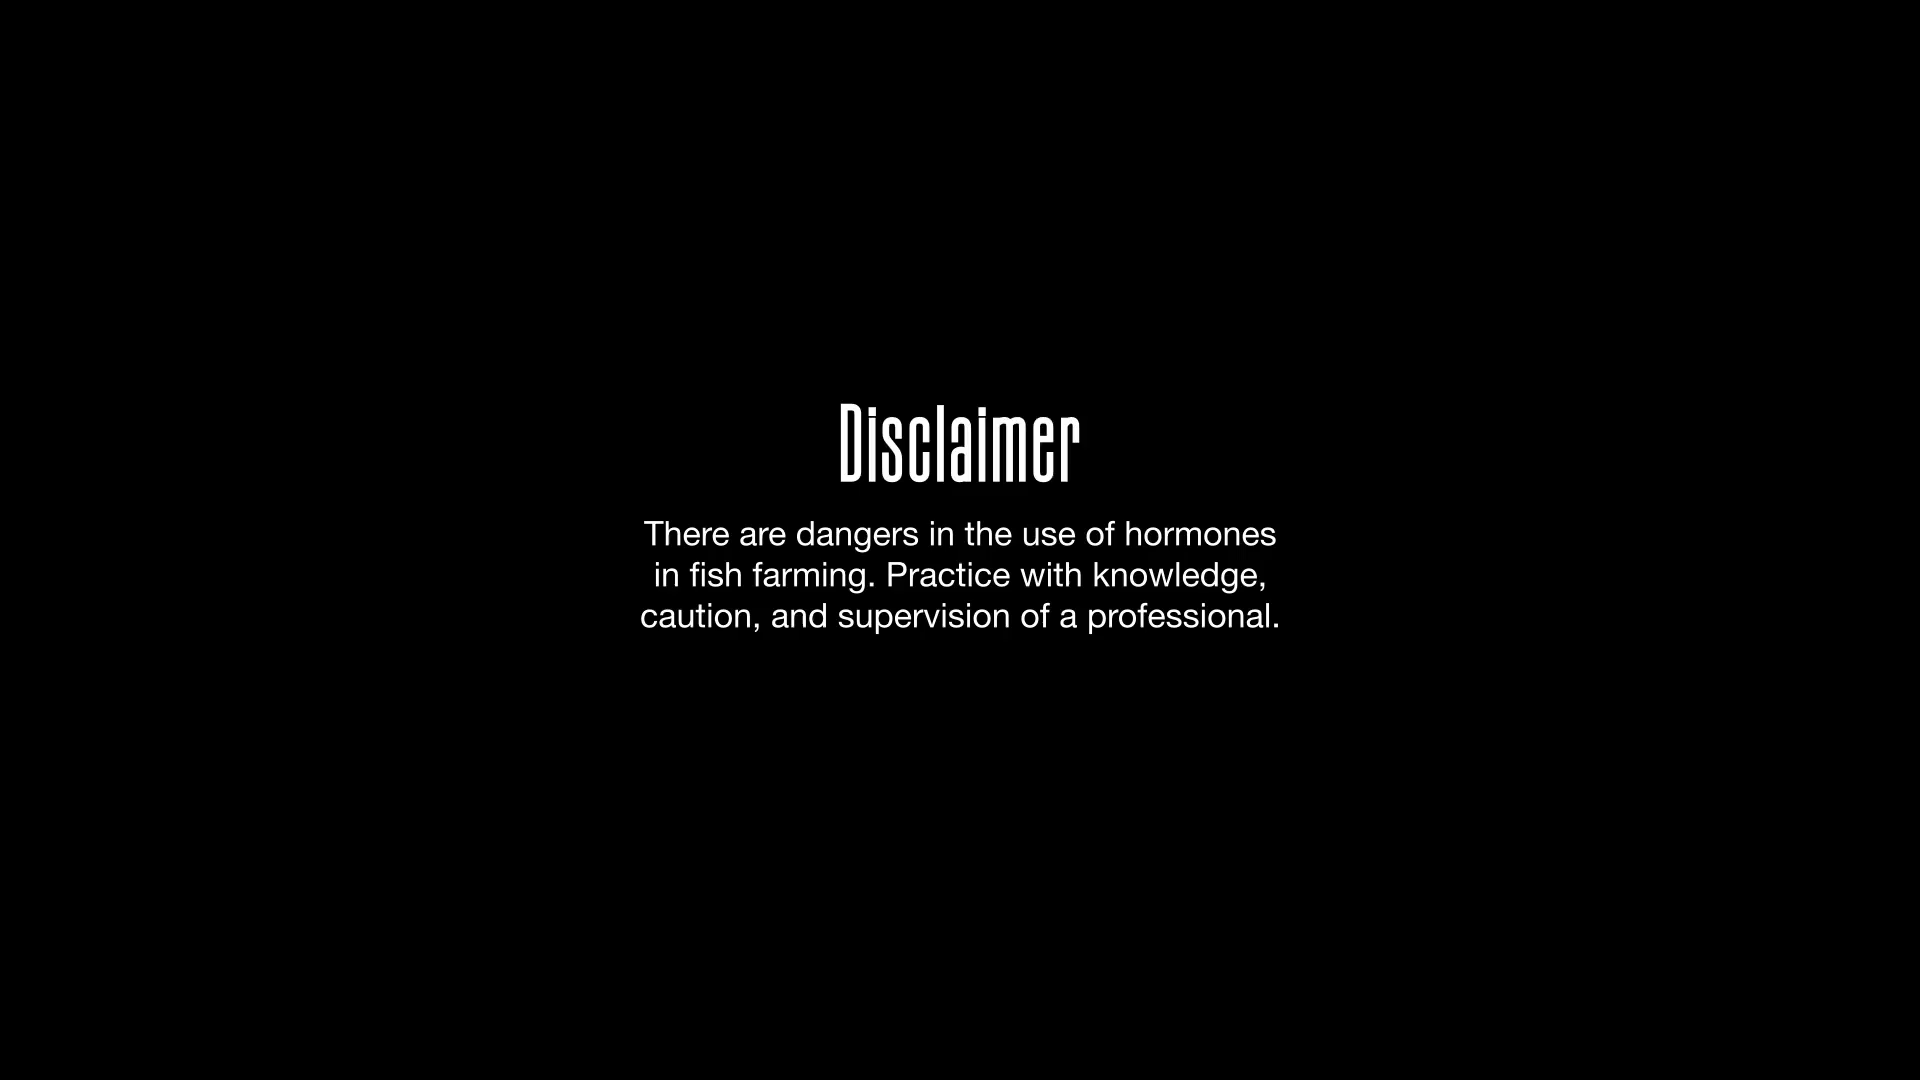 Disclaimer
There are dangers in the use of hormones
in fish farming. Practice with knowledge,
caution, and supervision of a professional.